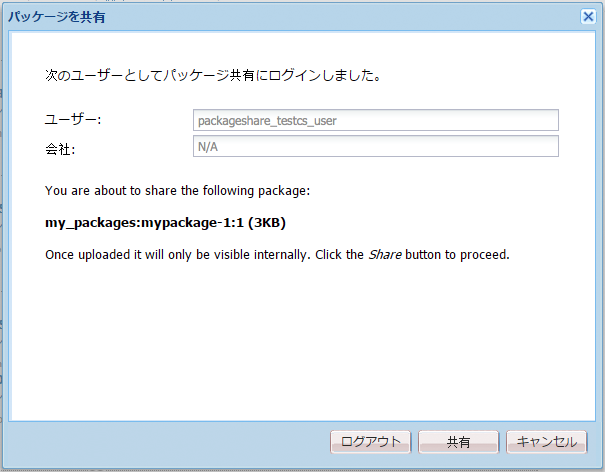 パッケージを共有
次のユーザーとしてパッケージ共有にログインしました。
ユーザー: packageshare_testcs_user
会社: N/A
You are about to share the following package:
my_packages:mypackage-1:1 (3KB)
Once uploaded it will only be visible internally. Click the Share button to proceed.
ログアウト 共有 キャンセル